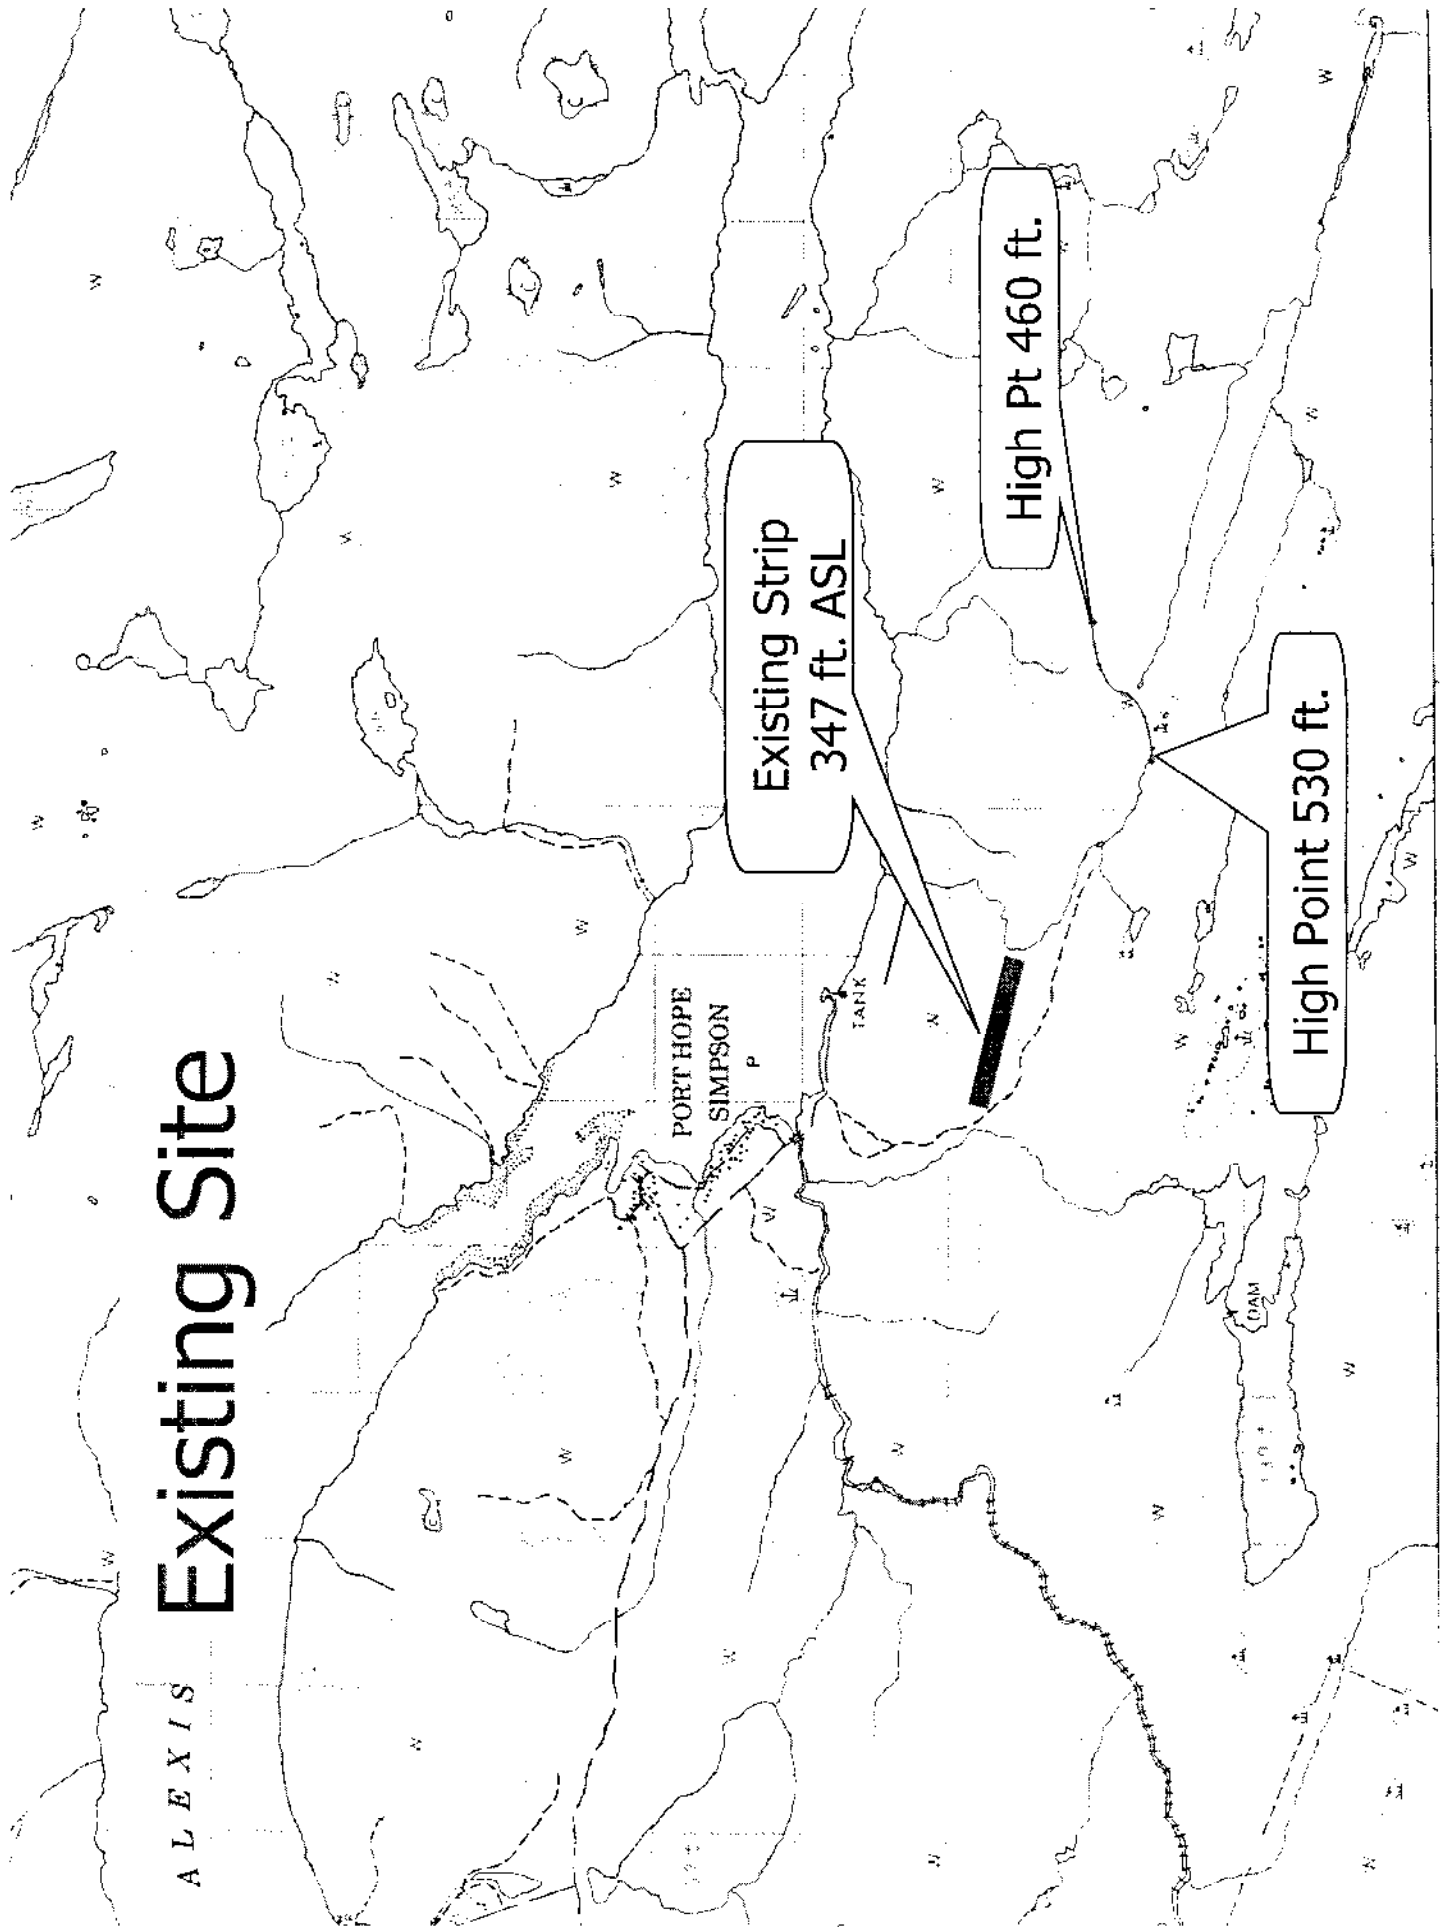 Existing Site
ALEXIS
PORT HOPE
SIMPSON
P
TANK
Existing Strip
347 ft. ASL
High Pt 460 ft.
High Point 530 ft.
DAM